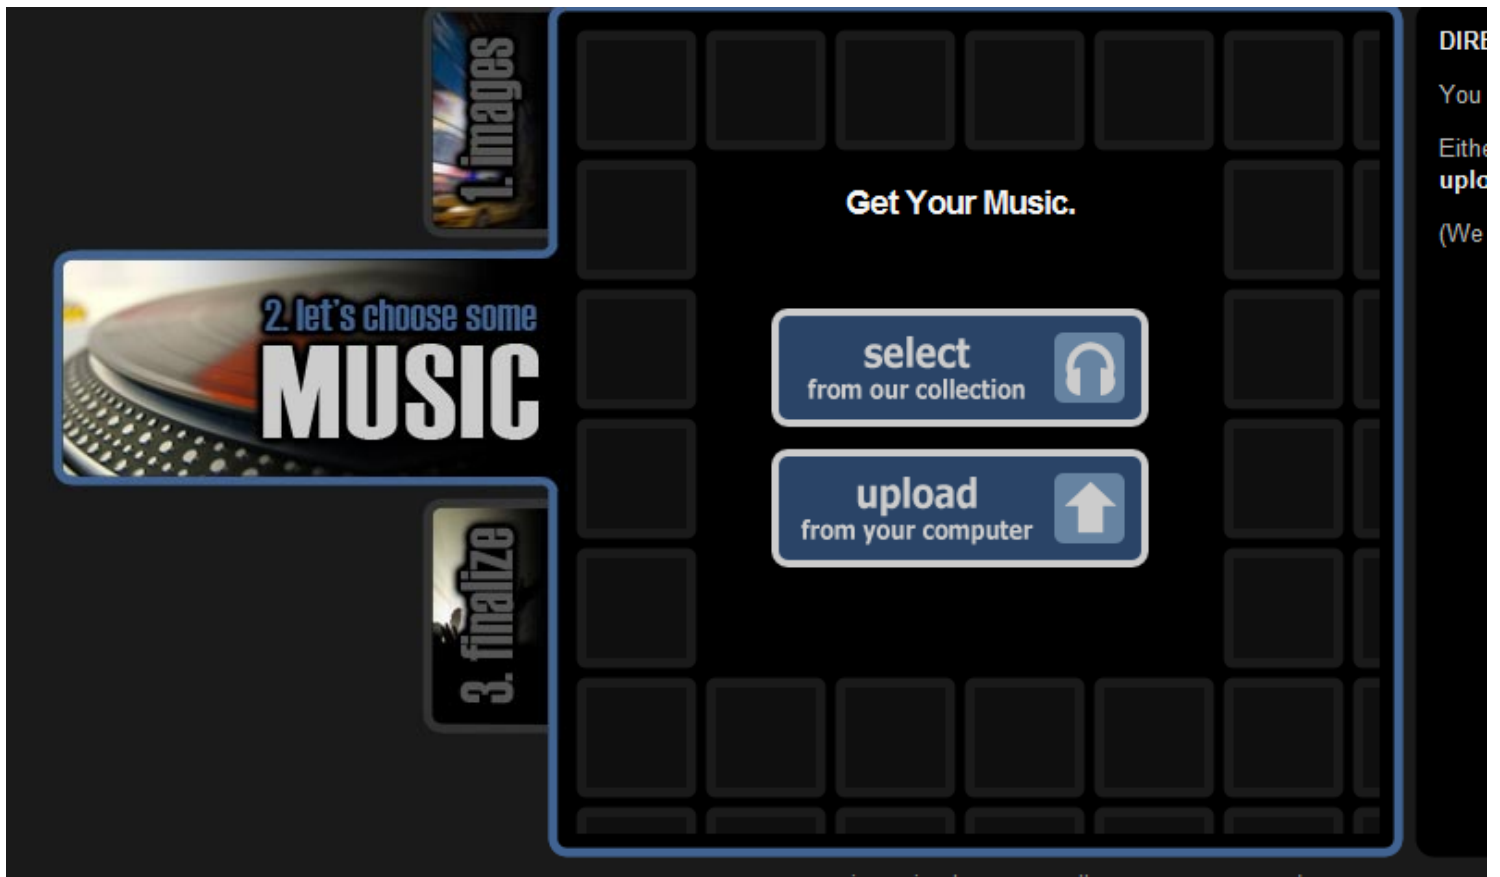 1. images
2. let's choose some
MUSIC
3. finalize
Get Your Music.
select
from our collection
upload
from your computer
You
(We